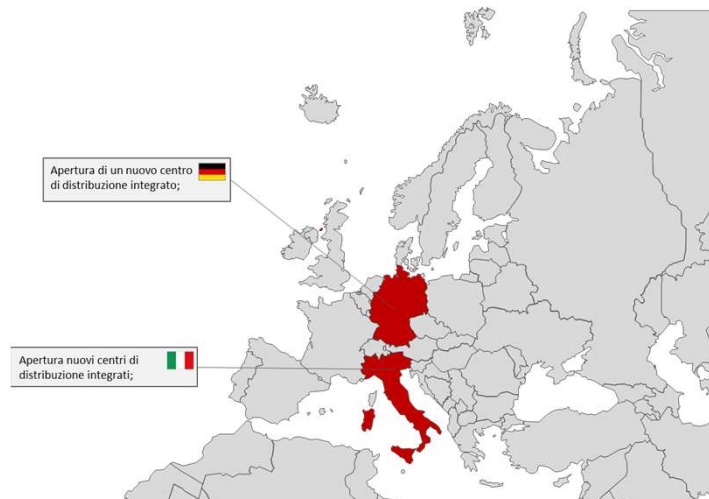 Apertura di un nuovo centro
di distribuzione integrato;
Apertura nuovi centri di
distribuzione integrati;